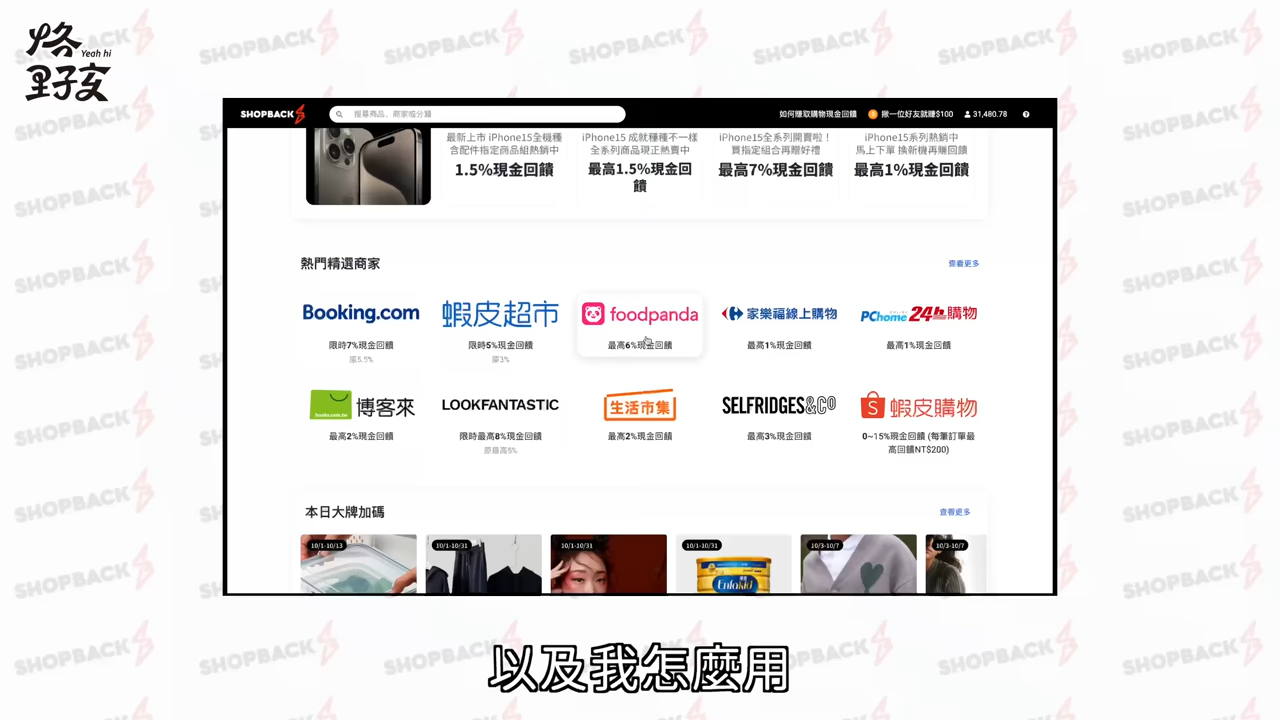 烙
Yeah hi
野孩
SHOPBACK
搜尋商品、商家或分類
如何賺取購物現金回饋
揪一位好友就賺$100
31,480.78
最新上市 iPhone15全機種
含配件指定商品組熱銷中
1.5%現金回饋
iPhone15 成就種種不一樣
全系列商品現正熱賣中
最高1.5%現金回
饋
iPhone15全系列開賣啦！
買指定組合再贈好禮
最高7%現金回饋
iPhone15系列熱銷中
馬上下單 換新機再賺回饋
最高1%現金回饋
熱門精選商家
查看更多
Booking.com
限時7%現金回饋
原5.5%
蝦皮超市
限時5%現金回饋
原3%
foodpanda
最高6%現金回饋
家樂福線上購物
最高1%現金回饋
PChome 24h購物
最高1%現金回饋
books.com.tw
博客來
最高2%現金回饋
LOOKFANTASTIC
限時最高8%現金回饋
原最高5%
生活市集
最高2%現金回饋
SELFRIDGES&CO
最高3%現金回饋
蝦皮購物
0~15%現金回饋 (每筆訂單最
高回饋NT$200)
本日大牌加碼
查看更多
10/1-10/13
10/1-10/31
10/1-10/31
10/1-10/31
10/3-10/7
10/3-10/7
Enfakid
以及我怎麼用